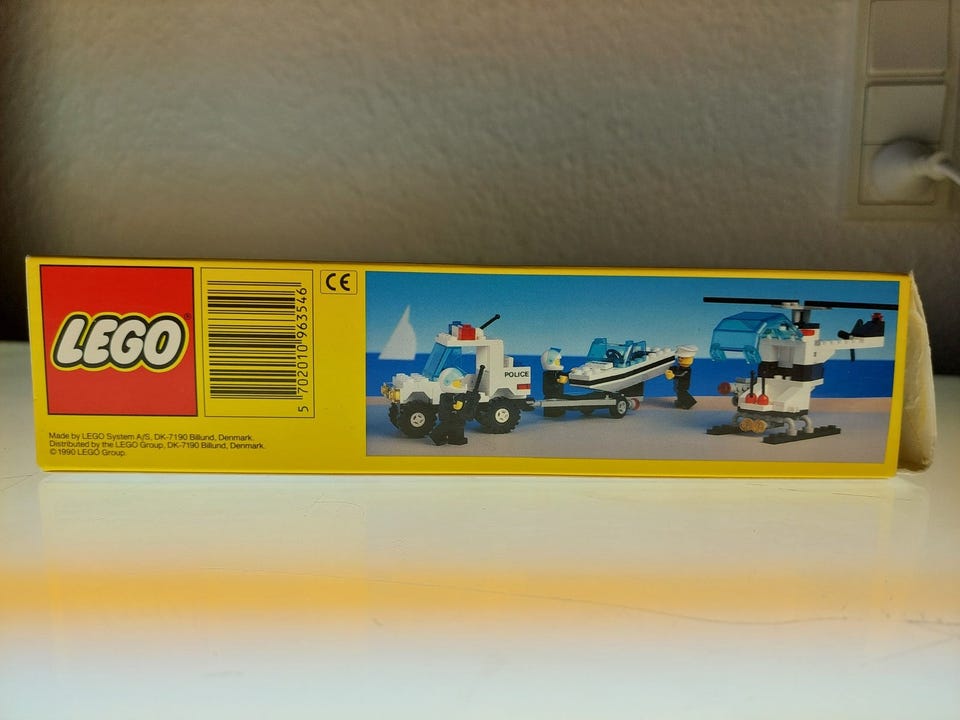 LEGO®
5 702010 963546
CE
POLICE
Made by LEGO System A/S, DK-7190 Billund, Denmark.
Distributed by the LEGO Group, DK-7190 Billund, Denmark.
© 1990 LEGO Group.